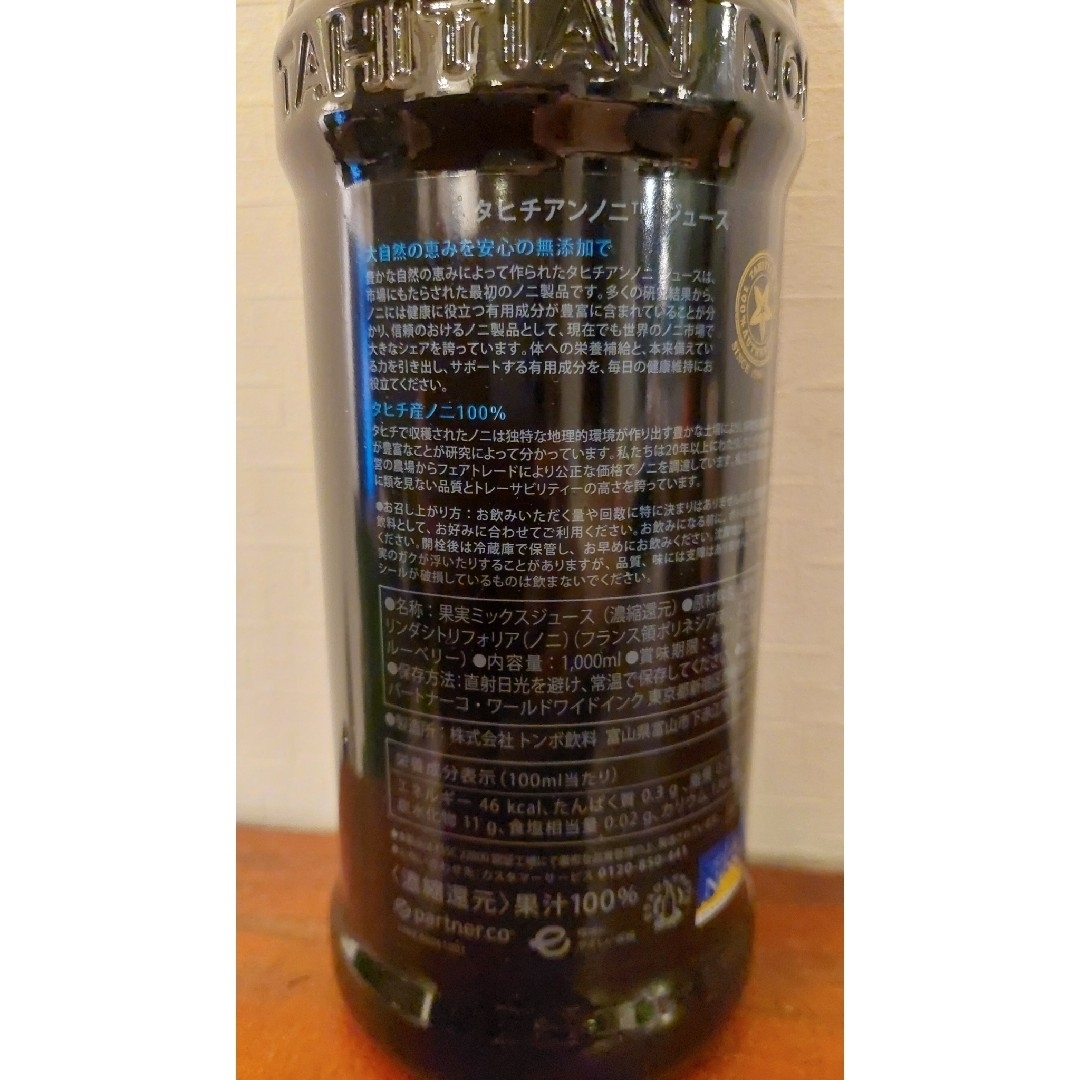 TAHITIAN NO
タヒチアンノニ™ ジュース
大自然の恵みを安心の無添加で
豊かな自然の恵みによって作られたタヒチアンノニ ジュースは、
市場にもたらされた最初のノニ製品です。多くの研究結果から、
ノニには健康に役立つ有用成分が豊富に含まれていることが分
かり、信頼のおけるノニ製品として、現在でも世界のノニ市場で
大きなシェアを誇っています。体への栄養補給と、本来備えてい
る力を引き出し、サポートする有用成分を、毎日の健康維持にお
役立てください。
タヒチ産ノニ100%
タヒチで収穫されたノニは独特な地理的環境が作り出す豊かな土壌により、
が豊富なことが研究によって分かっています。私たちは20年以上にわたり、
営の農場からフェアトレードにより公正な価格でノニを調達しています。
に類を見ない品質とトレーサビリティーの高さを誇っています。
●お召し上がり方：お飲みいただく量や回数に特に決まりはありませんので、
飲料として、お好みに合わせてご利用ください。お飲みになる前に、
ください。開栓後は冷蔵庫で保管し、お早めにお飲みください。
実のガクが浮いたりすることがありますが、品質、味には支障は
シールが破損しているものは飲まないでください。
●名称：果実ミックスジュース（濃縮還元）●原材
リンダシトリフォリア（ノニ）（フランス領ポリネシア
ルーベリー）●内容量：1,000ml●賞味期限：
●保存方法：直射日光を避け、常温で保存してください。
パートナーコ・ワールドワイドインク 東京都新宿区
●製造所：株式会社トンボ飲料 富山県富山市下赤江
栄養成分表示（100ml当たり）
エネルギー 46 kcal、たんぱく質 0.3 g、脂質
炭水化物 11 g、食塩相当量 0.02 g、カリウム
カスタマーサービス 0120-850-441
〈濃縮還元〉果汁100%
partner.co